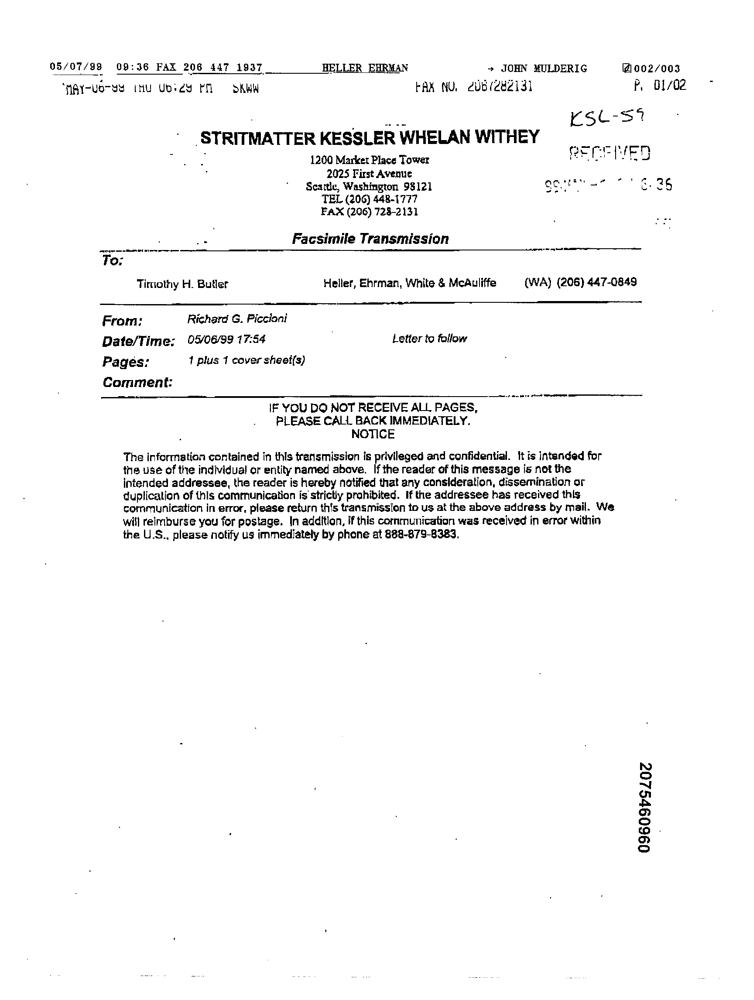 05/07/99 09:36 FAX 206 447 1937 HELLER EHRMAN → JOHN MULDERIG 002/003
MAY-06-99 THU 06:29 PM SKWW FAX NO. 2067282131 P. 01/02
KSL-59
STRITMATTER KESSLER WHELAN WITHEY
RECEIVED
1200 Market Place Tower
2025 First Avenue
Seattle, Washington 98121
TEL (206) 448-1777
FAX (206) 728-2131
Facsimile Transmission
To:
Timothy H. Butler Heller, Ehrman, White & McAuliffe (WA) (206) 447-0849
From: Richard G. Piccioni
Date/Time: 05/06/99 17:54 Letter to follow
Pages: 1 plus 1 cover sheet(s)
Comment:
IF YOU DO NOT RECEIVE ALL PAGES,
PLEASE CALL BACK IMMEDIATELY.
NOTICE
The information contained in this transmission is privileged and confidential. It is intended for
the use of the individual or entity named above. If the reader of this message is not the
intended addressee, the reader is hereby notified that any consideration, dissemination or
duplication of this communication is strictly prohibited. If the addressee has received this
communication in error, please return this transmission to us at the above address by mail. We
will reimburse you for postage. In addition, if this communication was received in error within
the U.S., please notify us immediately by phone at 888-879-8383.
2075460960